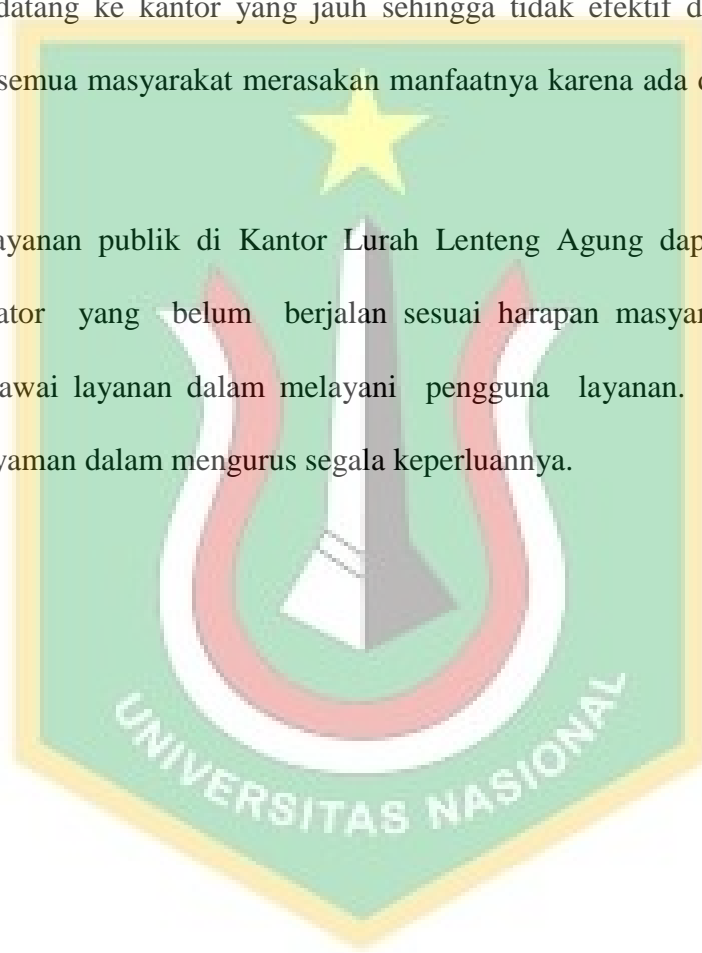 datang ke kantor yang jauh sehingga tidak efektif
semua masyarakat merasakan manfaatnya karena ada
ayanan publik di Kantor Lurah Lenteng Agung dap
ator yang belum berjalan sesuai harapan masyar
awai layanan dalam melayani pengguna layanan.
yaman dalam mengurus segala keperluannya.
UNIVERSITAS NASIONAL